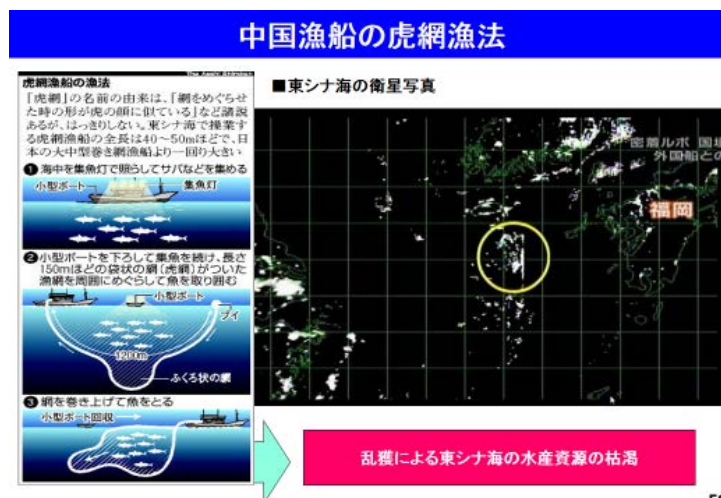 中国漁船の虎網漁法
The Asahi Shimbun
虎網漁船の漁法
「虎網」の名前の由来は、「網をめぐらせ
た時の形が虎の顔に似ている」など諸説
あるが、はっきりしない。東シナ海で操業す
る虎網漁船の全長は40~50mほどで、日
本の大中型巻き網漁船より一回り大きい
❶海中を集魚灯で照らしてサバなどを集める
小型ボート
集魚灯
❷小型ボートを下ろして集魚を続け、長さ
150mほどの袋状の網(虎網)がついた
漁網を周囲にめぐらして魚を取り囲む
小型ボート
ブイ
1200m
ふくろ状の網
❸網を巻き上げて魚をとる
小型ボート回収
■東シナ海の衛星写真
密着ルポ 国境
外国船と
福岡
乱獲による東シナ海の水産資源の枯渇